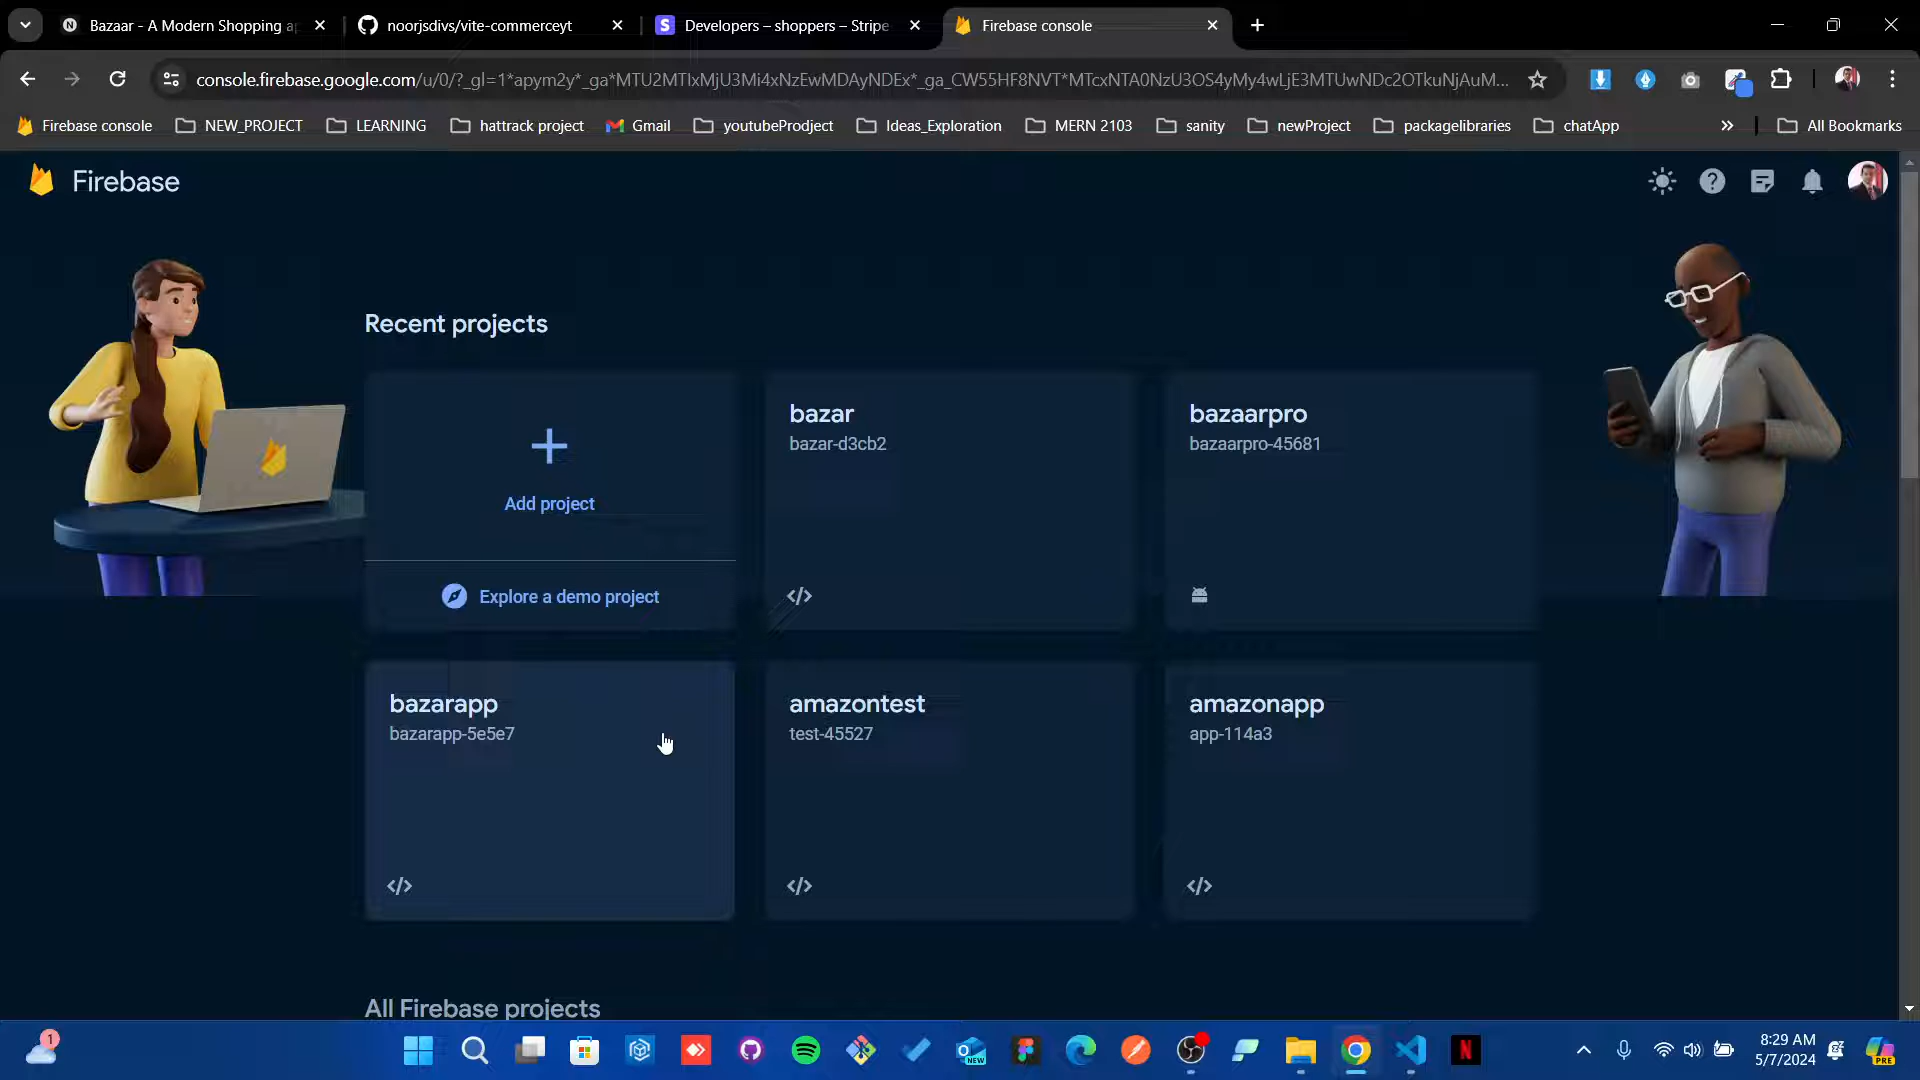 Bazaar - A Modern Shopping a
noorjsdivs/vite-commerceyt
Developers – shoppers – Stripe
Firebase console
console.firebase.google.com/u/0/?_gl=1*apym2y*_ga*MTU2MTIxMjU3Mi4xNzEwMDAyNDEx*_ga_CW55HF8NVT*MTcxNTA0NzU3OS4yMy4wLjE3MTUwNDc2OTkuNjAuM...
Firebase console
NEW_PROJECT
LEARNING
hattrack project
Gmail
youtubeProdject
Ideas_Exploration
MERN 2103
sanity
newProject
packagelibraries
chatApp
All Bookmarks
Firebase
Recent projects
Add project
Explore a demo project
bazar
bazar-d3cb2
bazaarpro
bazaarpro-45681
bazarapp
bazarapp-5e5e7
amazontest
test-45527
amazonapp
app-114a3
All Firebase projects
1
NEW
N
8:29 AM
5/7/2024
PRE